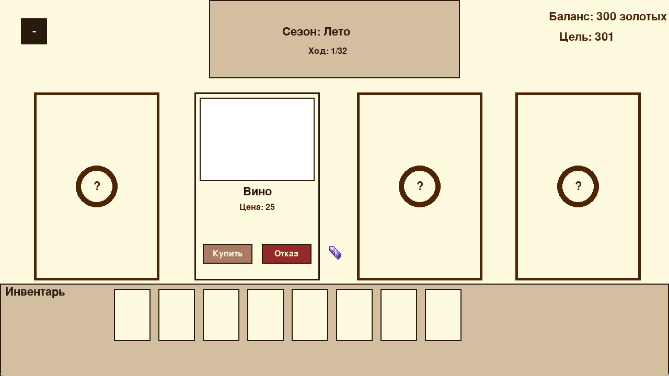 -
Сезон: Лето
Ход: 1/32
Баланс: 300 золотых
Цель: 301
?
Вино
Цена: 25
Купить
Отказ
?
?
Инвентарь